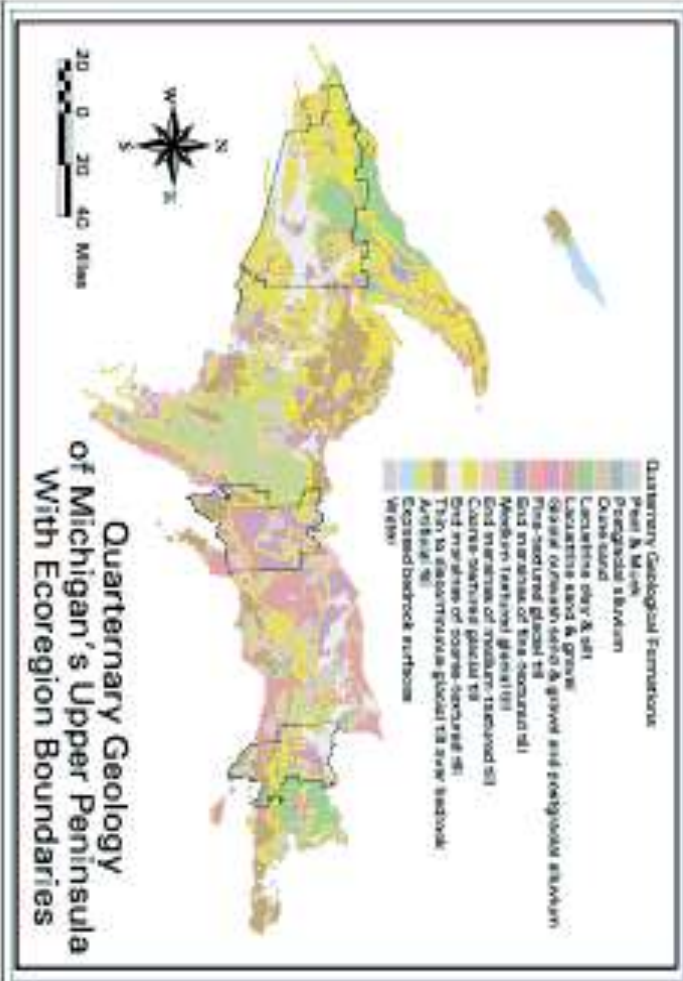 Quaternary Geological Formations
Peat & Muck
Postglacial alluvium
Dune sand
Lacustrine clay & silt
Lacustrine sand & gravel
Glacial outwash sand & gravel and postglacial alluvium
Fine-textured glacial till
End moraines of fine-textured till
Medium-textured glacial till
End moraines of medium-textured till
Coarse-textured glacial till
End moraines of coarse-textured till
Thin to discontinuous glacial till over bedrock
Artificial fill
Exposed bedrock surfaces
Water
N
W
E
S
20 0 20 40 Miles
Quarternary Geology
of Michigan's Upper Peninsula
With Ecoregion Boundaries